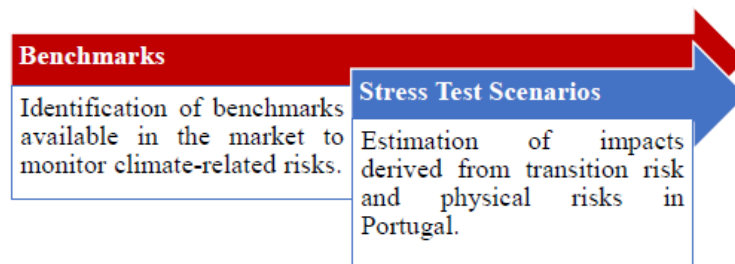 Benchmarks
Identification of benchmarks
available in the market to
monitor climate-related risks.
Stress Test Scenarios
Estimation of impacts
derived from transition risk
and physical risks in
Portugal.